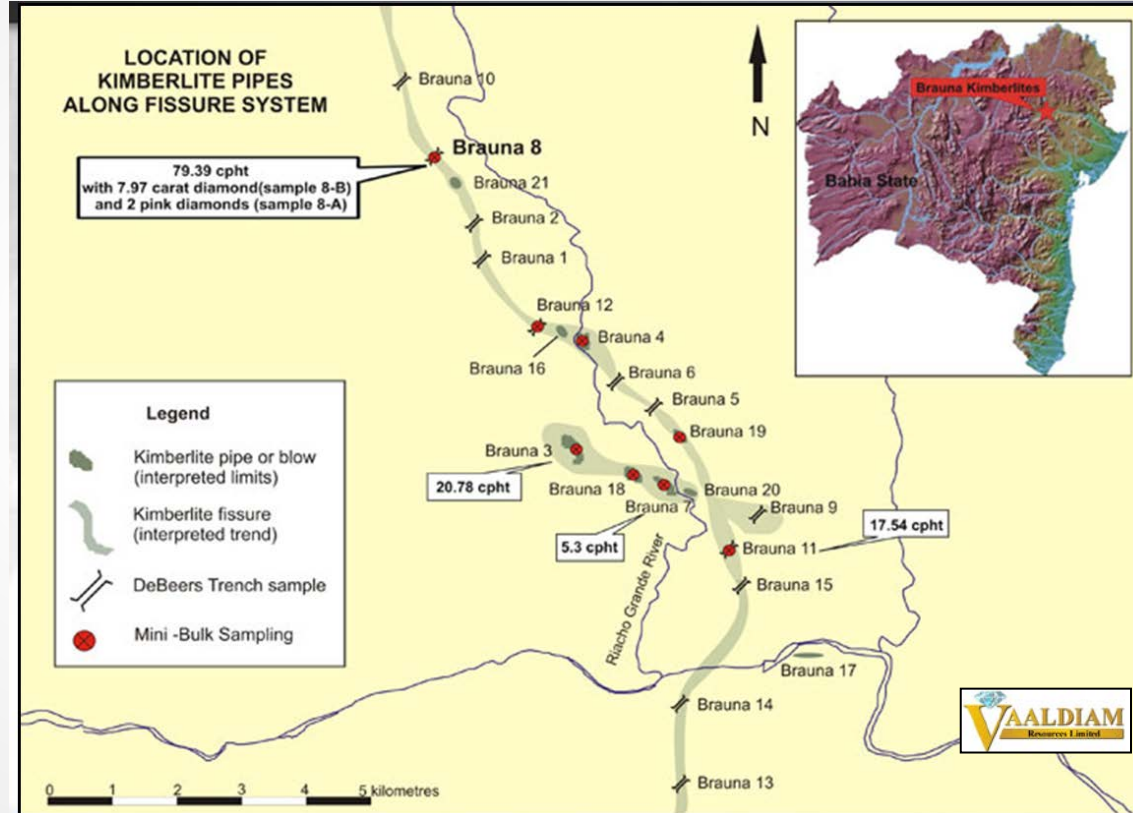 LOCATION OF
KIMBERLITE PIPES
ALONG FISSURE SYSTEM
Brauna 10
N
Brauna Kimberlites
Bahia State
Brauna 8
79.39 cpht
with 7.97 carat diamond(sample 8-B)
and 2 pink diamonds (sample 8-A)
Brauna 21
Brauna 2
Brauna 1
Brauna 12
Brauna 4
Brauna 16
Brauna 6
Brauna 5
Brauna 19
Brauna 3
20.78 cpht
Brauna 18
Brauna 7
Brauna 20
Brauna 9
5.3 cpht
17.54 cpht
Brauna 11
Brauna 15
Riacho Grande River
Brauna 17
Brauna 14
Brauna 13
Legend
Kimberlite pipe or blow
(interpreted limits)
Kimberlite fissure
(interpreted trend)
DeBeers Trench sample
Mini -Bulk Sampling
VAALDIAM
Resources Limited
0 1 2 3 4 5 kilometres